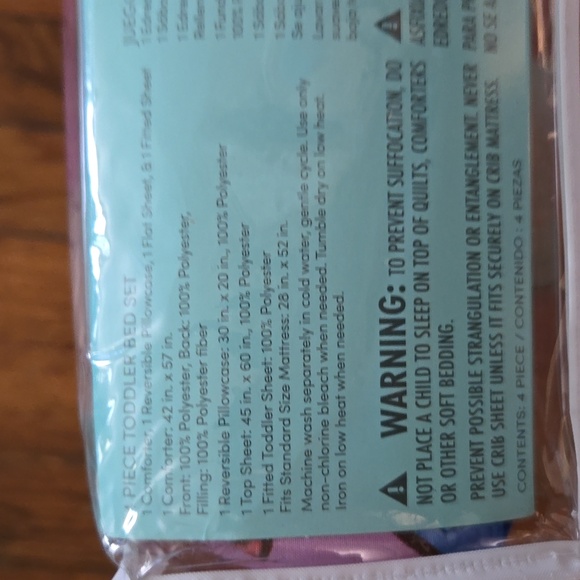 PIECE TODDLER BED SET
1 Comforter, 1 Reversible Pillowcase, 1 Flat Sheet, & 1 Fitted Sheet
1 Comforter: 42 in. x 57 in.
Front: 100% Polyester, Back: 100% Polyester,
Filling: 100% Polyester fiber
1 Reversible Pillowcase: 30 in. x 20 in., 100% Polyester
1 Top Sheet: 45 in. x 60 in, 100% Polyester
1 Fitted Toddler Sheet: 100% Polyester
Fits Standard Size Mattress: 28 in. x 52 in.
Machine wash separately in cold water, gentle cycle. Use only
non-chlorine bleach when needed. Tumble dry on low heat.
Iron on low heat when needed.
WARNING: TO PREVENT SUFFOCATION, DO
NOT PLACE A CHILD TO SLEEP ON TOP OF QUILTS, COMFORTERS
OR OTHER SOFT BEDDING.
PREVENT POSSIBLE STRANGULATION OR ENTANGLEMENT. NEVER
USE CRIB SHEET UNLESS IT FITS SECURELY ON CRIB MATTRESS.
CONTENTS: 4 PIECE / CONTENIDO : 4 PIEZAS
JUEGO
PARA
NO SE